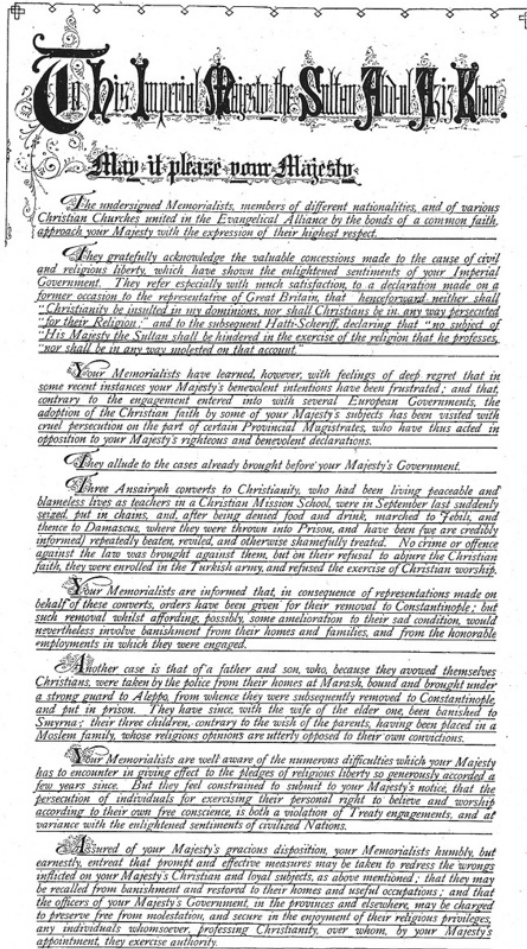 To His Imperial Majesty the Sultan Abd-ul Aziz Khan.
May it please your Majesty.
The undersigned Memorialists, members of different nationalities, and of various
Christian Churches united in the Evangelical Alliance by the bonds of a common faith,
approach your Majesty with the expression of their highest respect.
They gratefully acknowledge the valuable concessions made to the cause of civil
and religious liberty, which have shown the enlightened sentiments of your Imperial
Government. They refer especially with much satisfaction, to a declaration made on a
former occasion to the representative of Great Britain, that "henceforward neither shall
"Christianity be insulted in my dominions, nor shall Christians be in any way persecuted
"for their Religion;" and to the subsequent Hatti-Scheriff, declaring that "no subject of
"His Majesty the Sultan shall be hindered in the exercise of the religion that he professes,
"nor shall be in any way molested on that account."
Your Memorialists have learned, however, with feelings of deep regret that in
some recent instances your Majesty's benevolent intentions have been frustrated; and that,
contrary to the engagement entered into with several European Governments, the
adoption of the Christian faith by some of your Majesty's subjects has been visited with
cruel persecution on the part of certain Provincial Magistrates, who have thus acted in
opposition to your Majesty's righteous and benevolent declarations.
They allude to the cases already brought before your Majesty's Government.
Three Ansairyeh converts to Christianity, who had been living peaceable and
blameless lives as teachers in a Christian Mission School, were in September last suddenly
seized, put in chains, and, after being denied food and drink, marched to Jebili, and
thence to Damascus, where they were thrown into Prison, and have been (we are credibly
informed) repeatedly beaten, reviled, and otherwise shamefully treated. No crime or offence
against the law was brought against them, but on their refusal to abjure the Christian
faith, they were enrolled in the Turkish army, and refused the exercise of Christian worship.
Your Memorialists are informed that, in consequence of representations made on
behalf of these converts, orders have been given for their removal to Constantinople; but
such removal whilst affording, possibly, some amelioration to their sad condition, would
nevertheless involve banishment from their homes and families, and from the honorable
employments in which they were engaged.
Another case is that of a father and son, who, because they avowed themselves
Christians, were taken by the police from their homes at Marash, bound and brought under
a strong guard to Aleppo, from whence they were subsequently removed to Constantinople,
and put in prison. They have since, with the wife of the elder one, been banished to
Smyrna; their three children, contrary to the wish of the parents, having been placed in a
Moslem family, whose religious opinions are utterly opposed to their own convictions.
Your Memorialists are well aware of the numerous difficulties which your Majesty
has to encounter in giving effect to the pledges of religious liberty so generously accorded a
few years since. But they feel constrained to submit to your Majesty's notice, that the
persecution of individuals for exercising their personal right to believe and worship
according to their own free conscience, is both a violation of Treaty engagements, and at
variance with the enlightened sentiments of civilized Nations.
Assured of your Majesty's gracious disposition, your Memorialists humbly, but
earnestly, entreat that prompt and effective measures may be taken to redress the wrongs
inflicted on your Majesty's Christian and loyal subjects, as above mentioned; that they may
be recalled from banishment and restored to their homes and useful occupations; and that
the officers of your Majesty's Government, in the provinces and elsewhere, may be charged
to preserve free from molestation, and secure in the enjoyment of their religious privileges,
any individuals whomsoever, professing Christianity, over whom, by your Majesty's
appointment, they exercise authority.